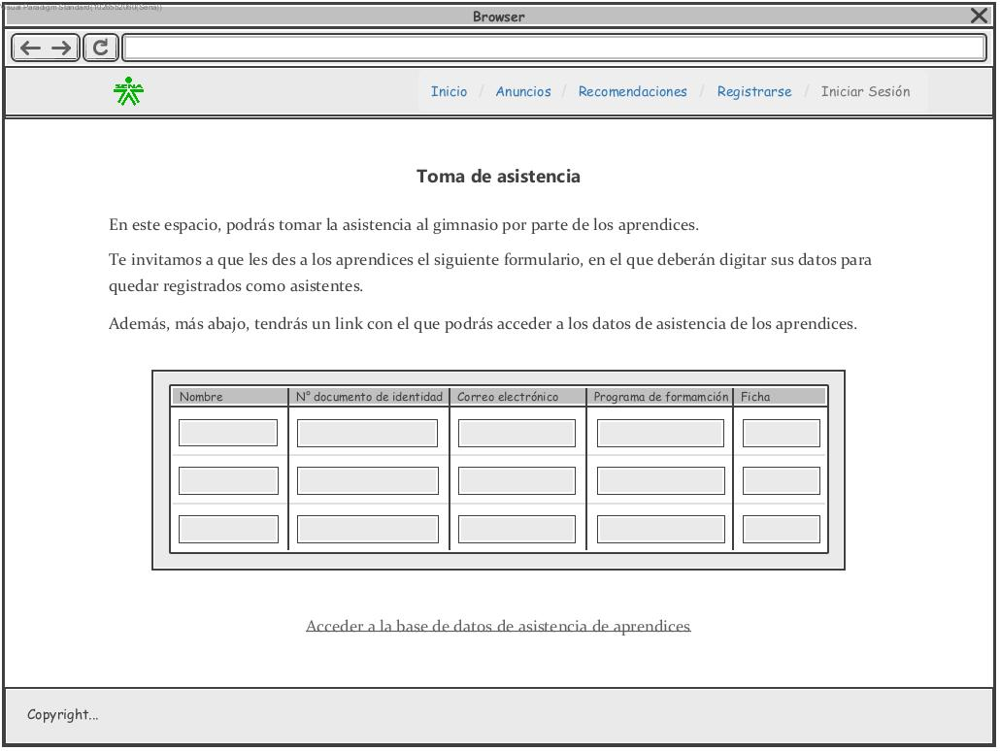 Visual Paradigm Standard(1026552060(Sena))
Browser
SENA
Inicio / Anuncios / Recomendaciones / Registrarse / Iniciar Sesión
Toma de asistencia
En este espacio, podrás tomar la asistencia al gimnasio por parte de los aprendices.
Te invitamos a que les des a los aprendices el siguiente formulario, en el que deberán digitar sus datos para
quedar registrados como asistentes.
Además, más abajo, tendrás un link con el que podrás acceder a los datos de asistencia de los aprendices.
Nombre N° documento de identidad Correo electrónico Programa de formamción Ficha
Acceder a la base de datos de asistencia de aprendices
Copyright...